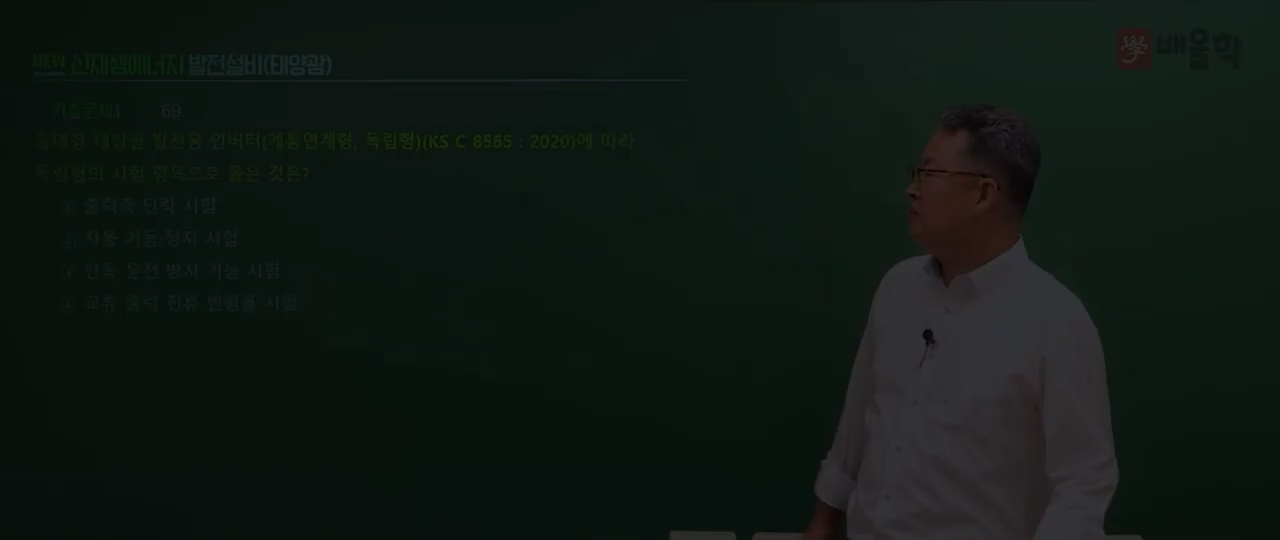 NEW 신재생에너지 발전설비(태양광)
배울학
기출문제 69
중대형 태양광 발전용 인버터(계통연계형, 독립형)(KS C 8565 : 2020)에 따라
독립형의 시험 항목으로 옳은 것은?
① 출력측 단락 시험
② 자동 기동·정지 시험
③ 단독 운전 방지 기능 시험
④ 교류 출력 전류 변형률 시험